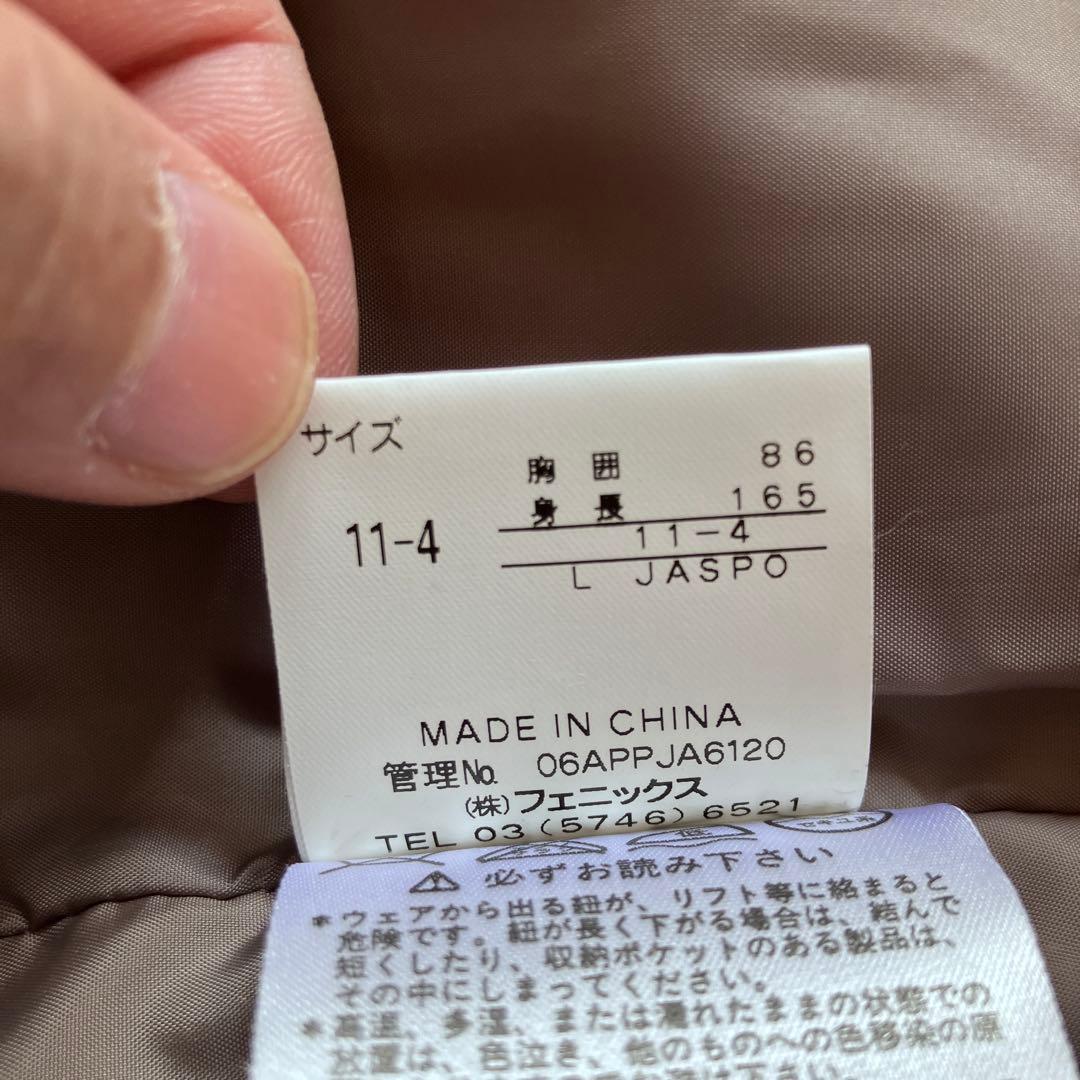 サイズ
胸囲 86
身長 165
11-4
11-4
L JASPO
MADE IN CHINA
管理No. 06APPJA6120
(株)フェニックス
TEL 03(5746)6521
必ずお読み下さい
*ウェアから出る紐が、リフト等に絡まると
危険です。紐が長く下がる場合は、結んで
短くしたり、収納ポケットのある製品は、
その中にしまってください。
*高温、多湿、または濡れたままの状態での
放置は、色泣き、他のものへの色移染の原